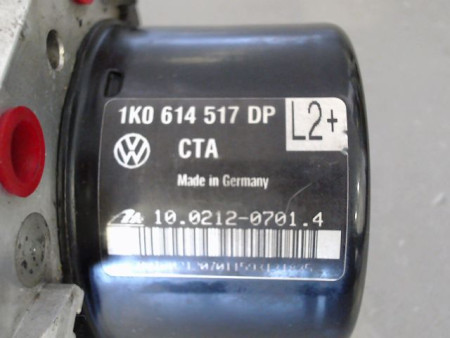 1K0 614 517 DP L2+
CTA
Made in Germany
10.0212-0701.4